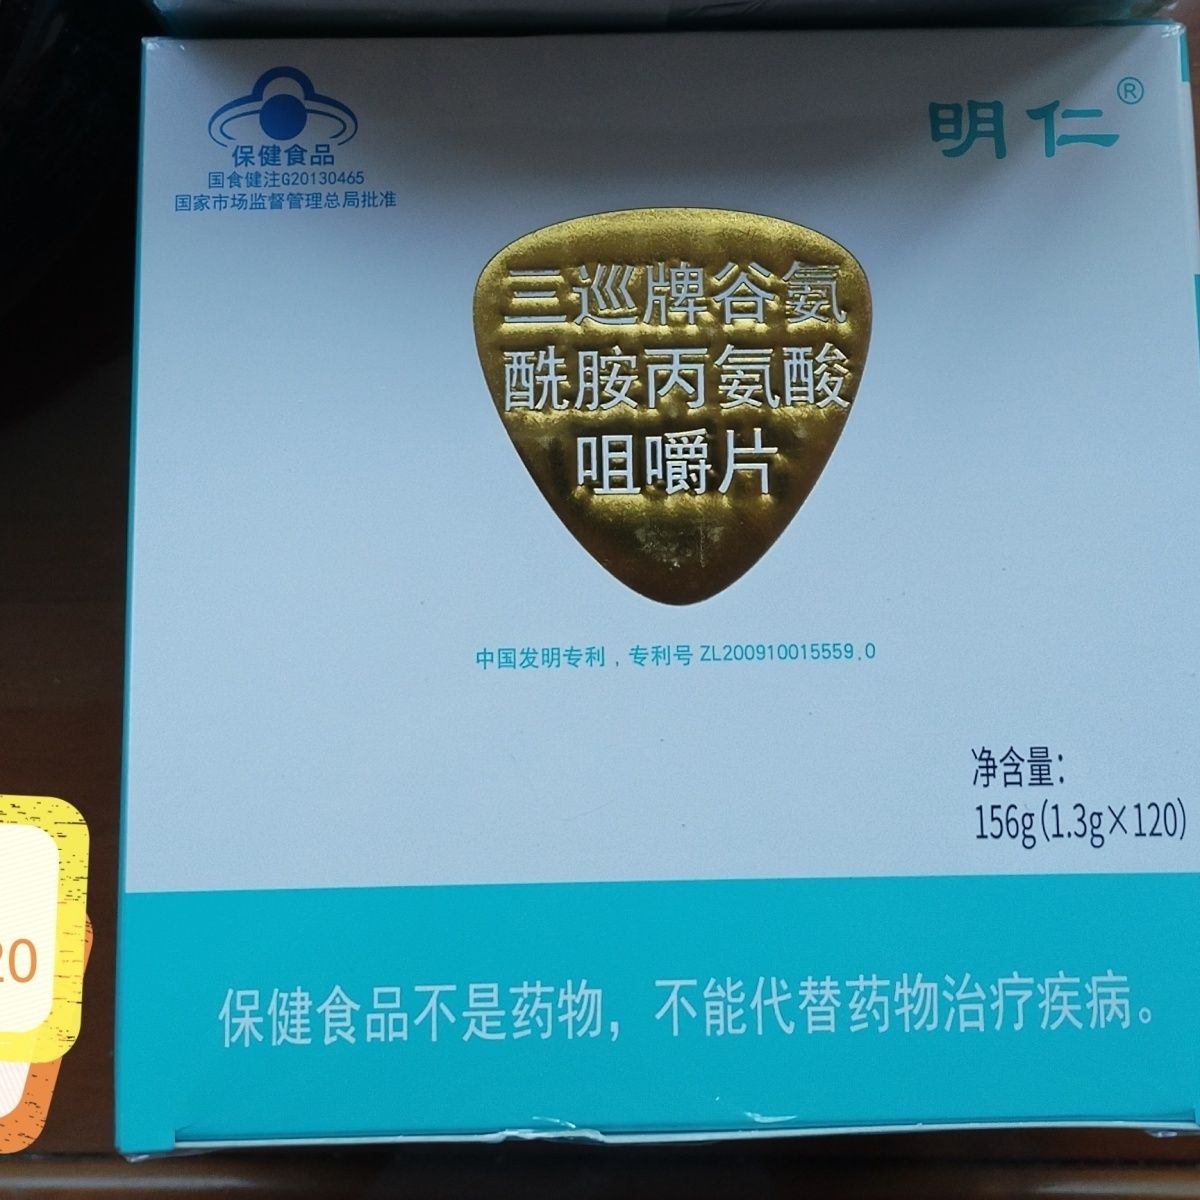 保健食品
国食健注G20130465
国家市场监督管理总局批准
明仁®
三巡牌谷氨
酰胺丙氨酸
咀嚼片
中国发明专利，专利号 ZL200910015559.0
净含量：
156g(1.3g×120)
20
保健食品不是药物，不能代替药物治疗疾病。